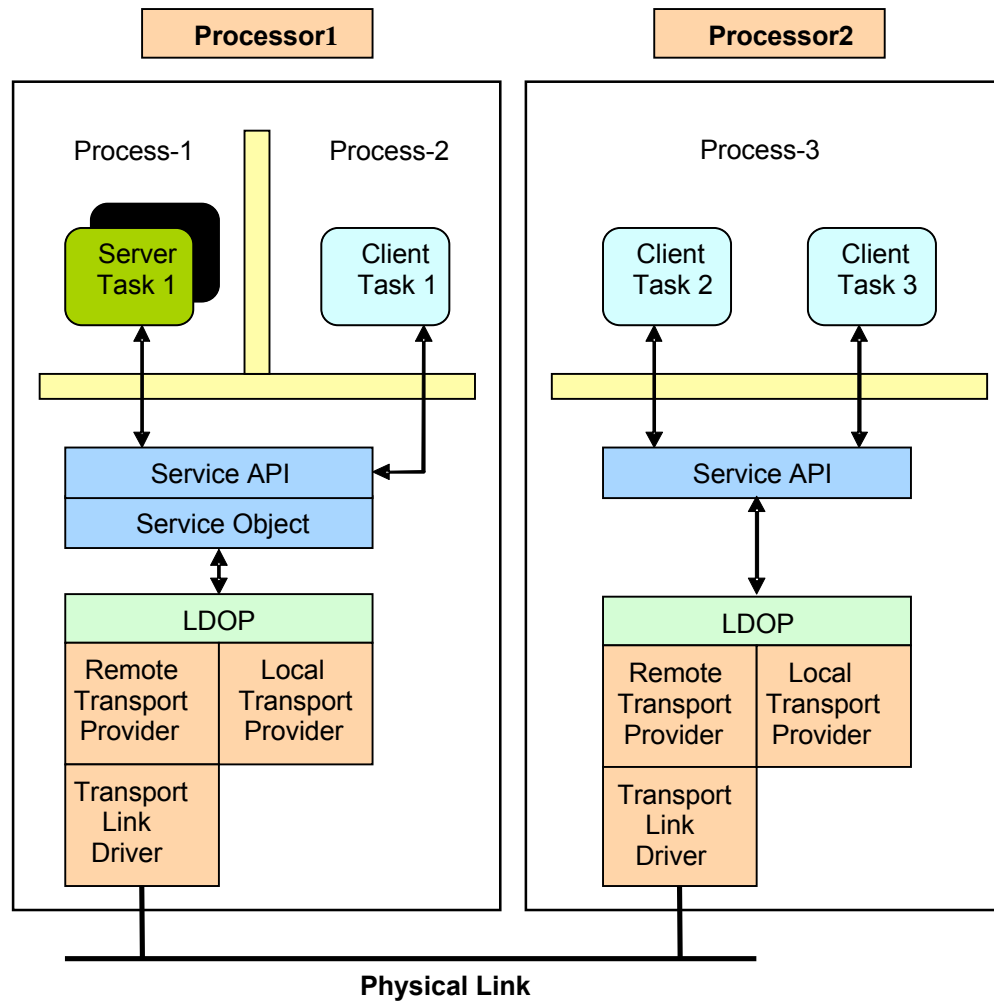 Processor1
Processor2
Process-1
Process-2
Process-3
Server
Task 1
Client
Task 1
Client
Task 2
Client
Task 3
Service API
Service Object
Service API
LDOP
Remote
Transport
Provider
Local
Transport
Provider
Transport
Link
Driver
LDOP
Remote
Transport
Provider
Local
Transport
Provider
Transport
Link
Driver
Physical Link